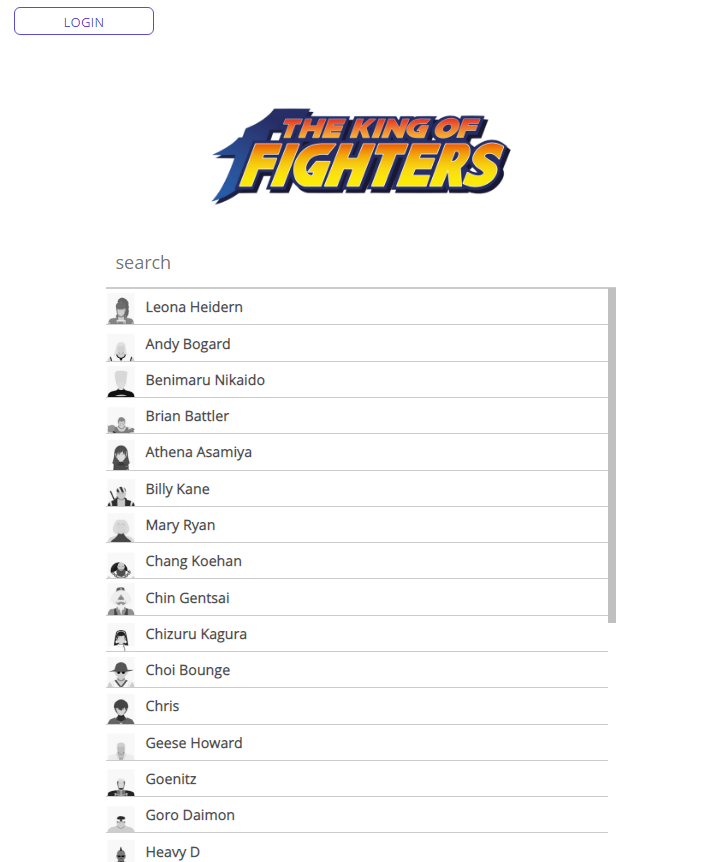 LOGIN
THE KING OF
FIGHTERS
search
Leona Heidern
Andy Bogard
Benimaru Nikaido
Brian Battler
Athena Asamiya
Billy Kane
Mary Ryan
Chang Koehan
Chin Gentsai
Chizuru Kagura
Choi Bounge
Chris
Geese Howard
Goenitz
Goro Daimon
Heavy D